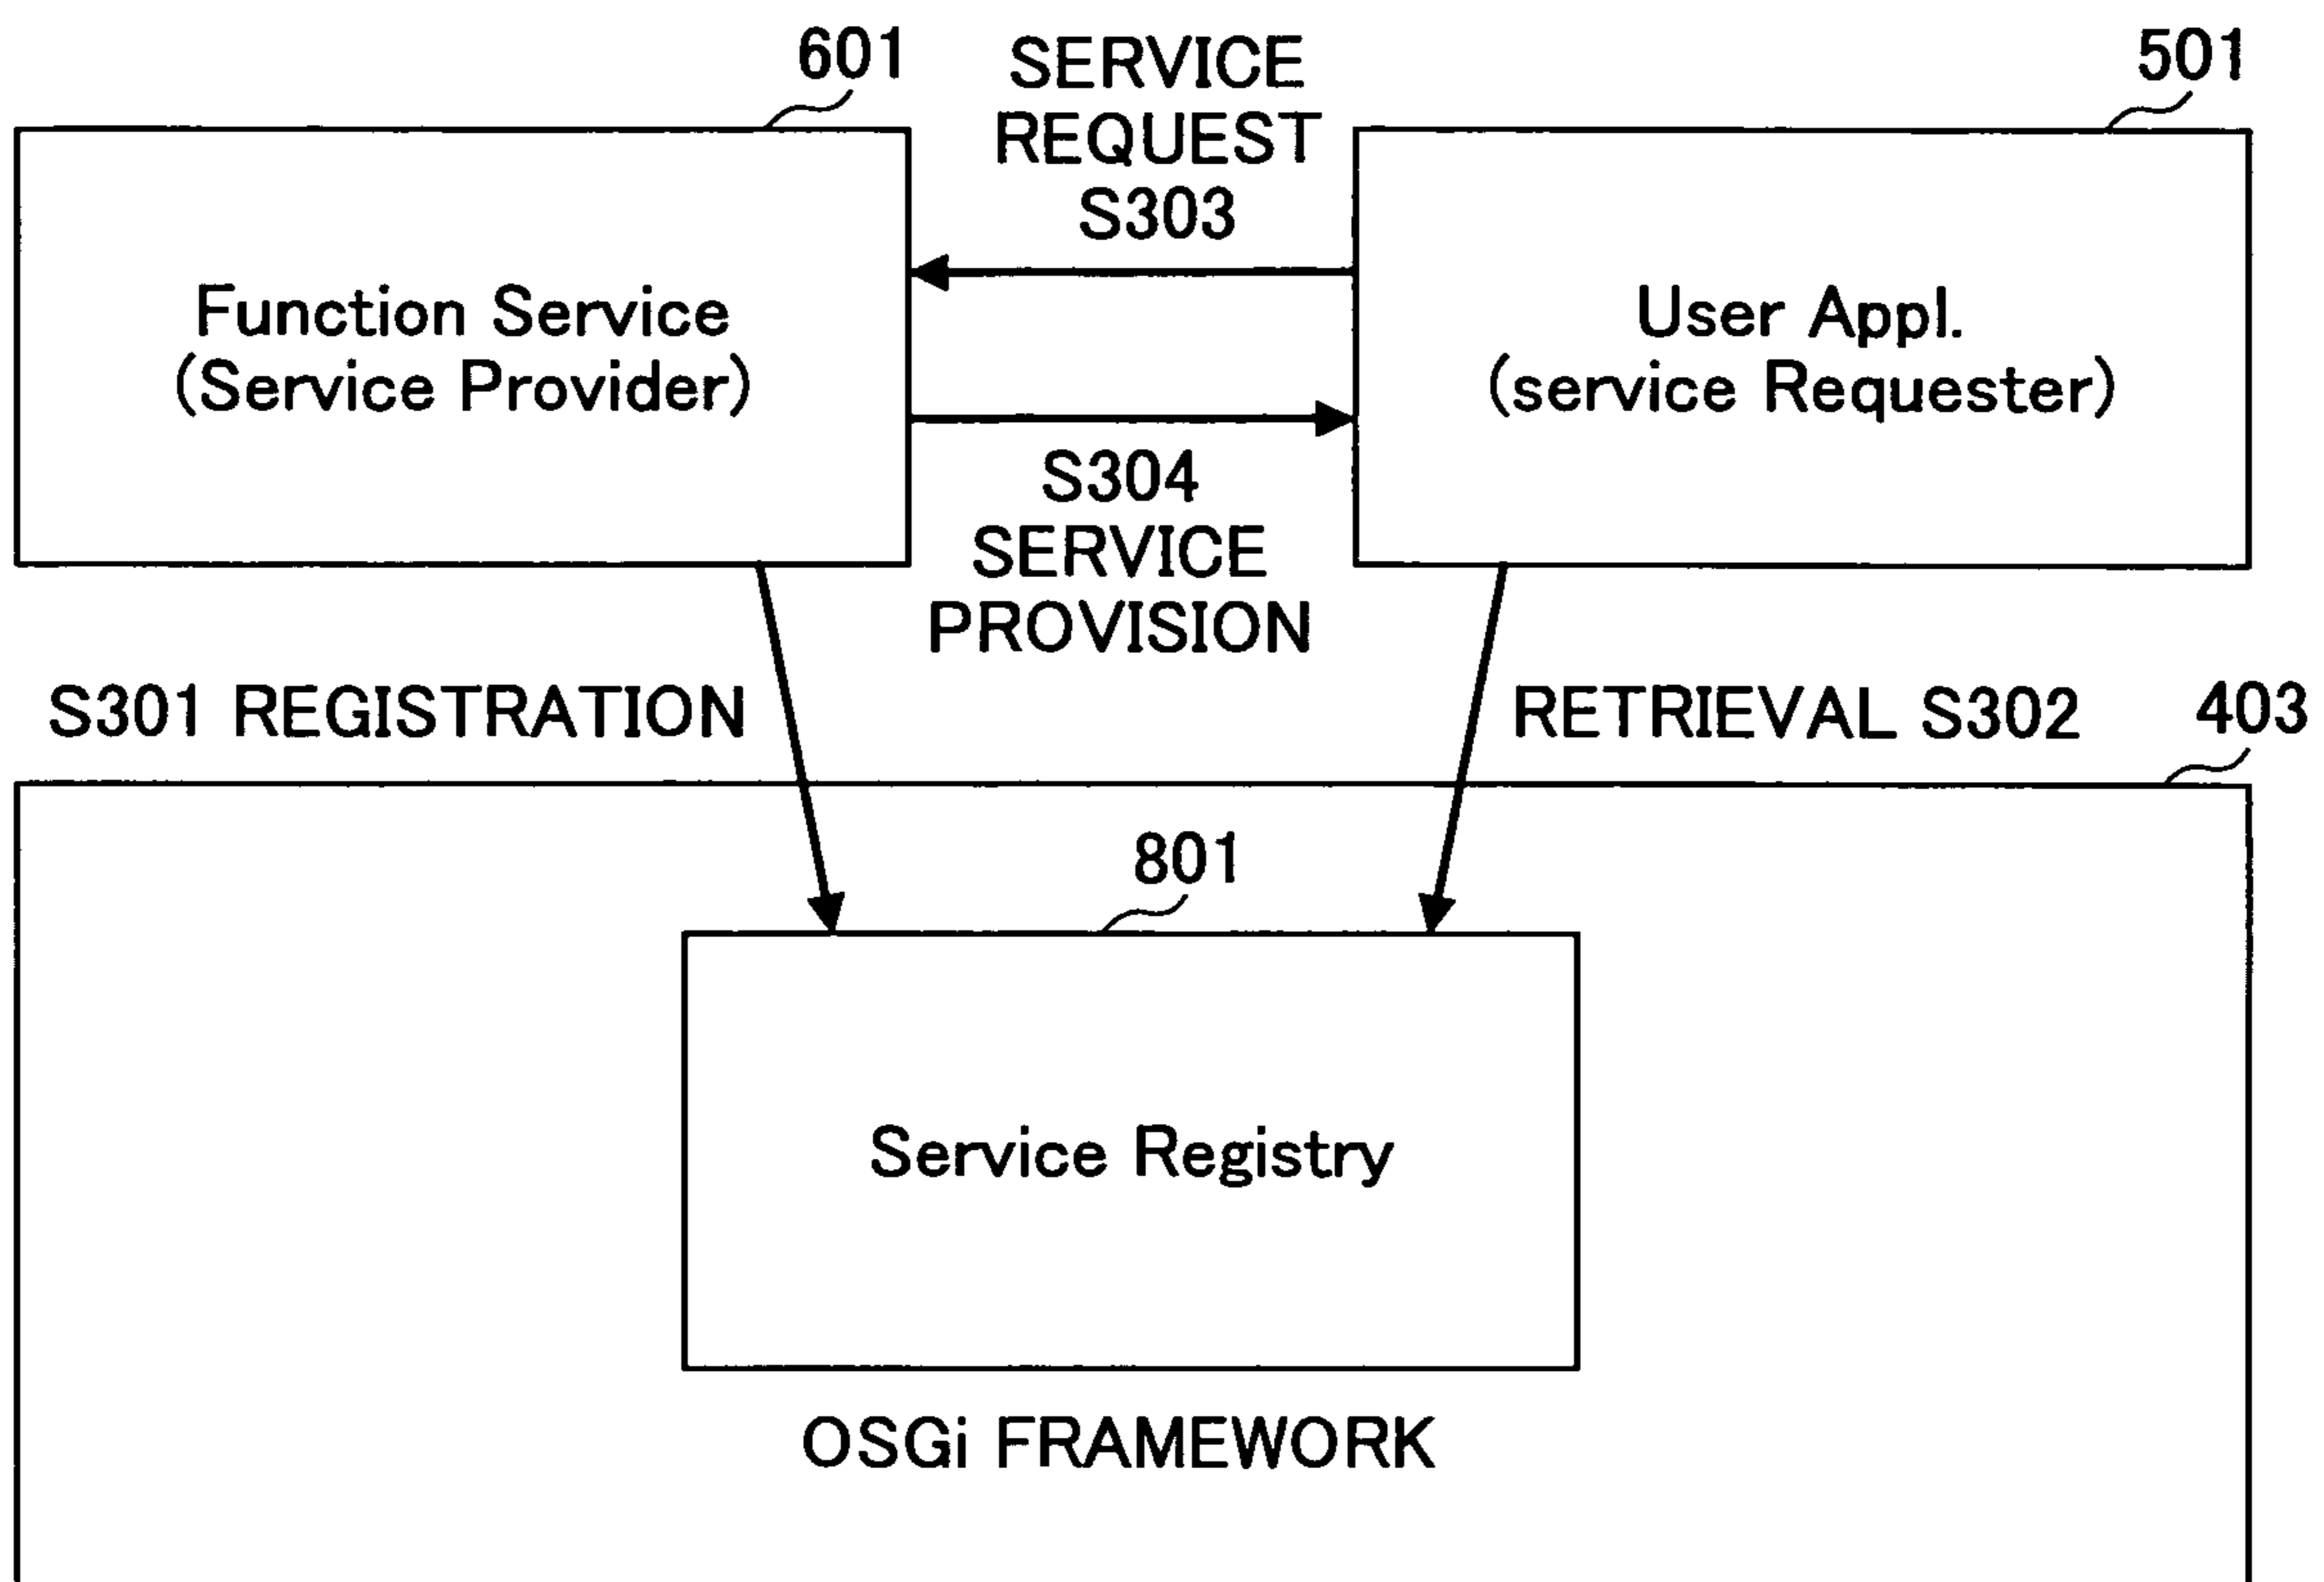 601
SERVICE
REQUEST
S303
501
Function Service
(Service Provider)
User Appl.
(service Requester)
S304
SERVICE
PROVISION
S301 REGISTRATION
RETRIEVAL S302
403
801
Service Registry
OSGi FRAMEWORK